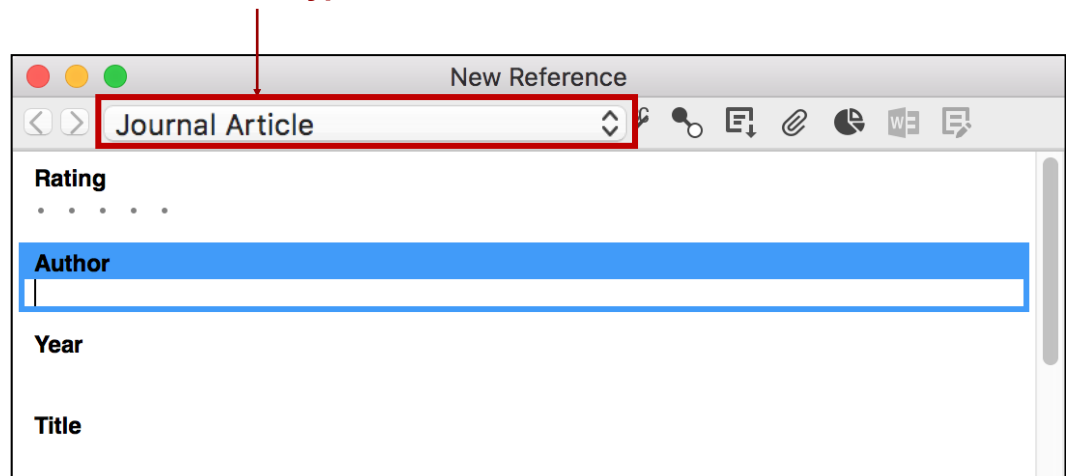 New Reference
Journal Article
Rating
Author
Year
Title